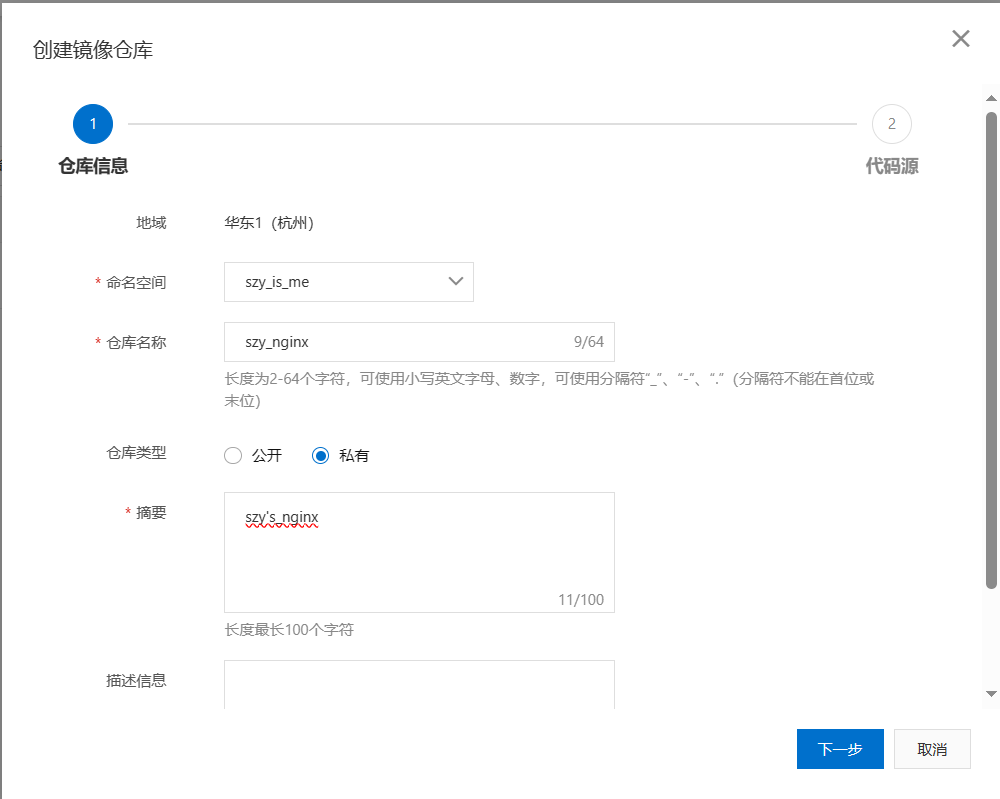 创建镜像仓库
1
2
仓库信息
代码源
地域
华东1（杭州）
* 命名空间
szy_is_me
* 仓库名称
szy_nginx
9/64
长度为2-64个字符，可使用小写英文字母、数字，可使用分隔符“_”、“-”、“.”（分隔符不能在首位或
末位）
仓库类型
公开
私有
* 摘要
szy's_nginx
11/100
长度最长100个字符
描述信息
下一步
取消